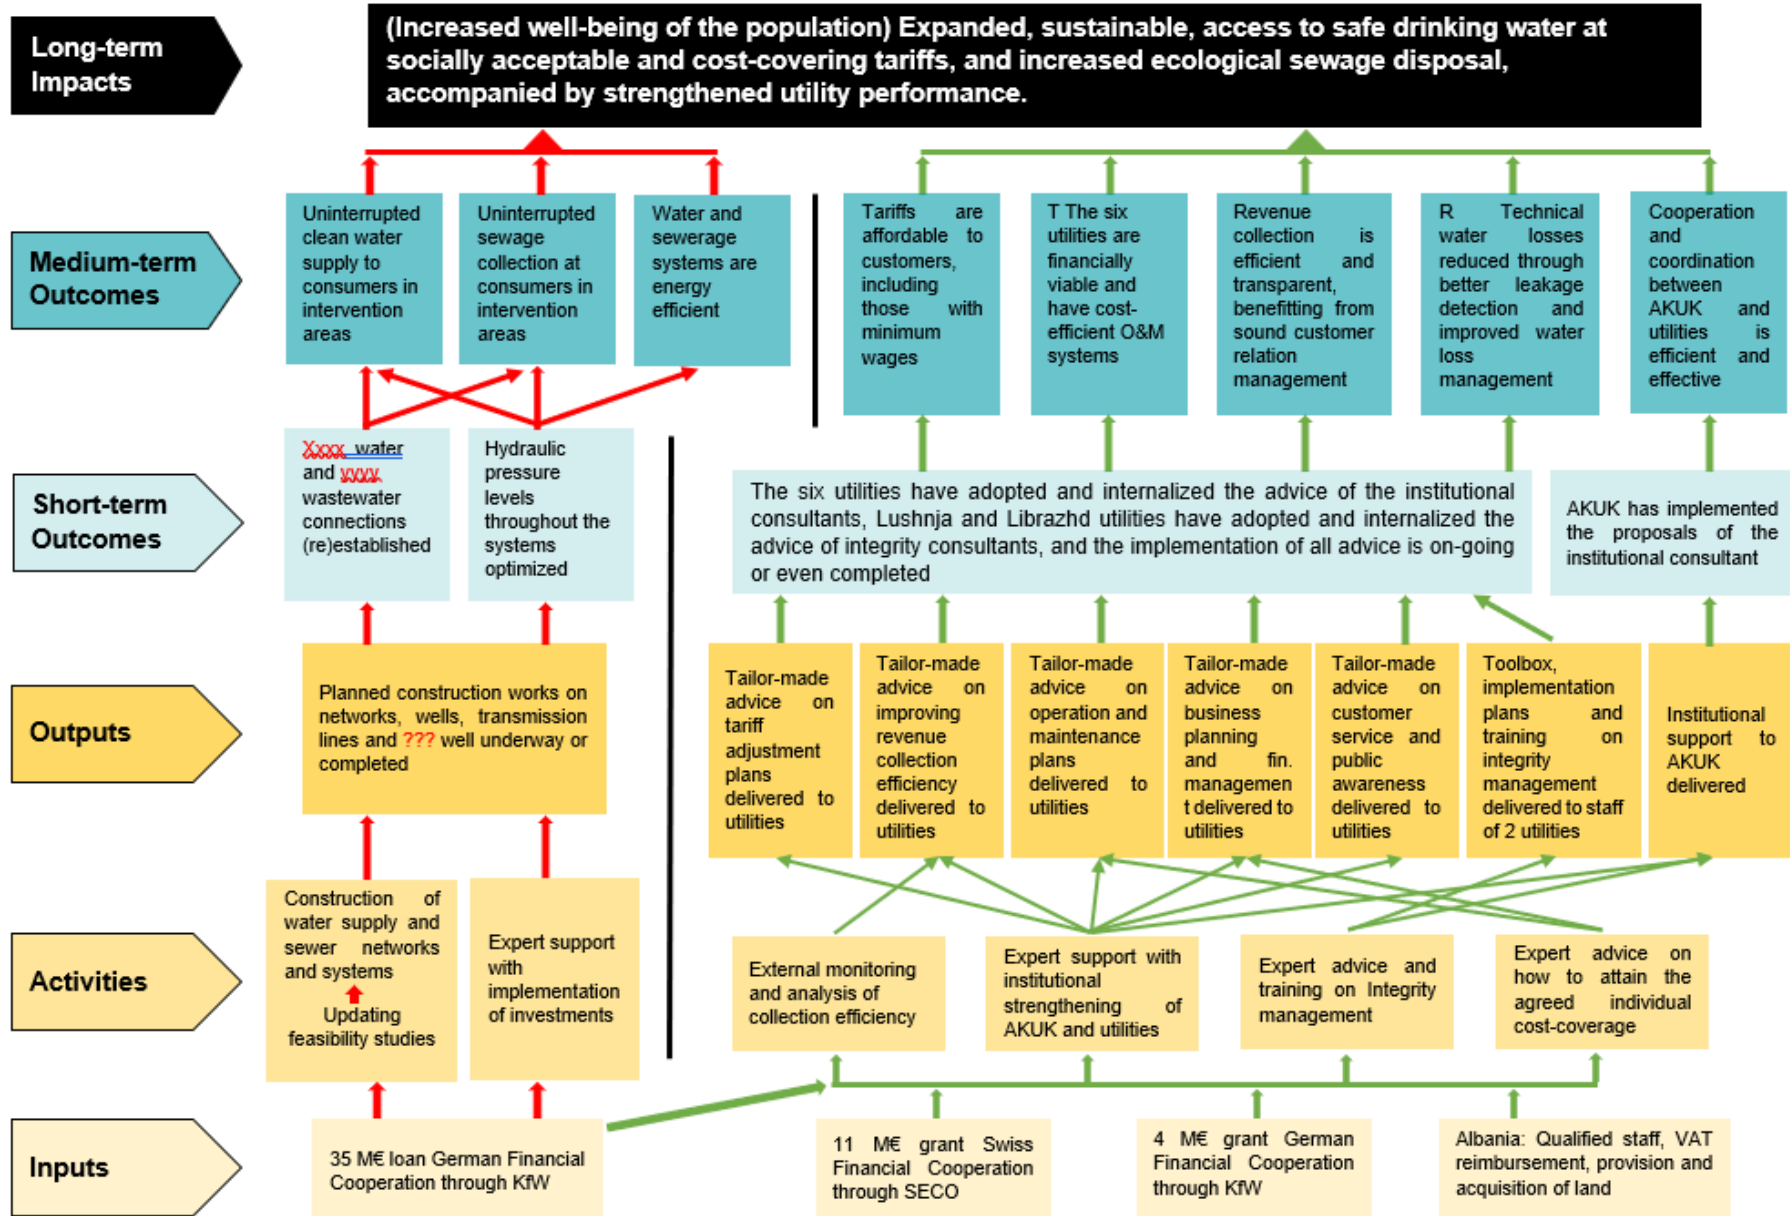 Long-term
Impacts
(Increased well-being of the population) Expanded, sustainable, access to safe drinking water at
socially acceptable and cost-covering tariffs, and increased ecological sewage disposal,
accompanied by strengthened utility performance.
Medium-term
Outcomes
Uninterrupted
clean water
supply to
consumers in
intervention
areas
Uninterrupted
sewage
collection at
consumers in
intervention
areas
Water and
sewerage
systems are
energy
efficient
Tariffs are
affordable to
customers,
including
those with
minimum
wages
T The six
utilities are
financially
viable and
have cost-
efficient O&M
systems
Revenue
collection is
efficient and
transparent,
benefitting from
sound customer
relation
management
R Technical
water losses
reduced through
better leakage
detection and
improved water
loss
management
Cooperation
and
coordination
between
AKUK and
utilities is
efficient and
effective
Short-term
Outcomes
Xxxx water
and yyyy
wastewater
connections
(re)established
Hydraulic
pressure
levels
throughout the
systems
optimized
The six utilities have adopted and internalized the advice of the institutional
consultants, Lushnja and Librazhd utilities have adopted and internalized the
advice of integrity consultants, and the implementation of all advice is on-going
or even completed
AKUK has implemented
the proposals of the
institutional consultant
Outputs
Planned construction works on
networks, wells, transmission
lines and ??? well underway or
completed
Tailor-made
advice on
tariff
adjustment
plans
delivered to
utilities
Tailor-made
advice on
improving
revenue
collection
efficiency
delivered to
utilities
Tailor-made
advice on
operation and
maintenance
plans
delivered to
utilities
Tailor-made
advice on
business
planning
and fin.
managemen
t delivered to
utilities
Tailor-made
advice on
customer
service and
public
awareness
delivered to
utilities
Toolbox,
implementation
plans and
training on
integrity
management
delivered to staff
of 2 utilities
Institutional
support to
AKUK
delivered
Activities
Construction of
water supply and
sewer networks
and systems
Updating
feasibility studies
Expert support
with
implementation
of investments
External monitoring
and analysis of
collection efficiency
Expert support with
institutional
strengthening of
AKUK and utilities
Expert advice and
training on Integrity
management
Expert advice on
how to attain the
agreed individual
cost-coverage
Inputs
35 M€ loan German Financial
Cooperation through KfW
11 M€ grant Swiss
Financial Cooperation
through SECO
4 M€ grant German
Financial Cooperation
through KfW
Albania: Qualified staff, VAT
reimbursement, provision and
acquisition of land